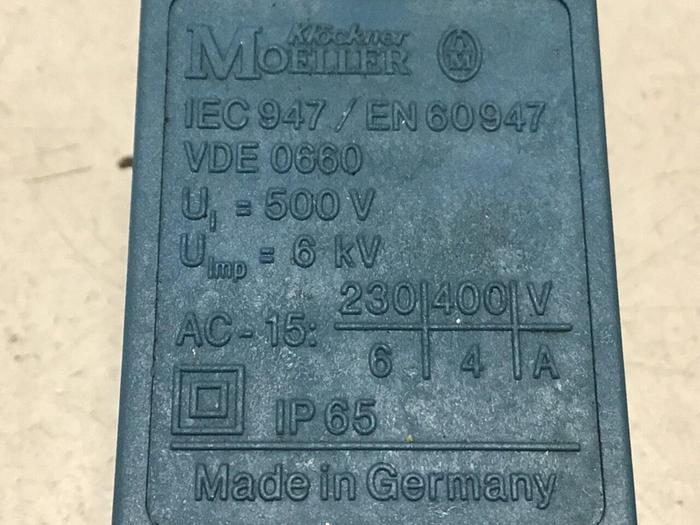 Klöckner
MOELLER
IEC 947 / EN 60947
VDE 0660
Ui = 500 V
Uimp = 6 kV
AC - 15: 230 | 400 | V
6 | 4 | A
IP 65
Made in Germany